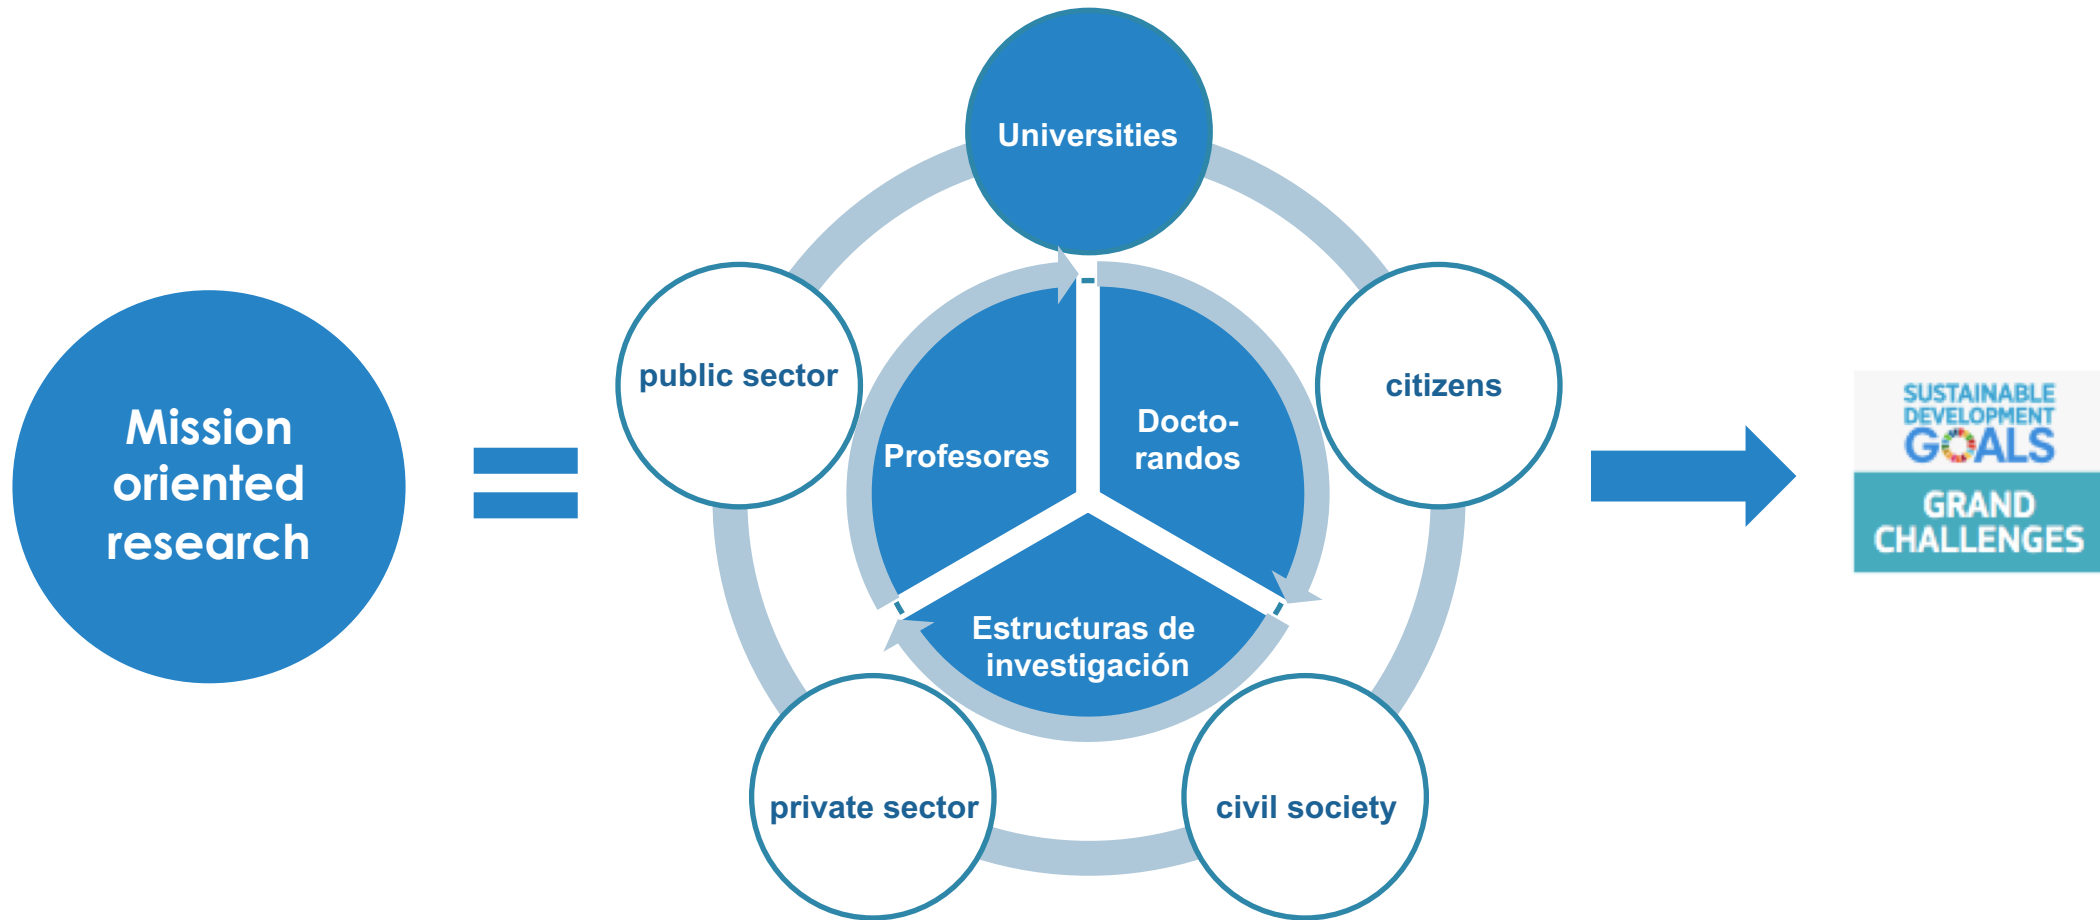 Mission
oriented
research
Universities
public sector
citizens
Profesores
Docto-
randos
Estructuras de
investigación
private sector
civil society
SUSTAINABLE
DEVELOPMENT
GOALS
GRAND
CHALLENGES